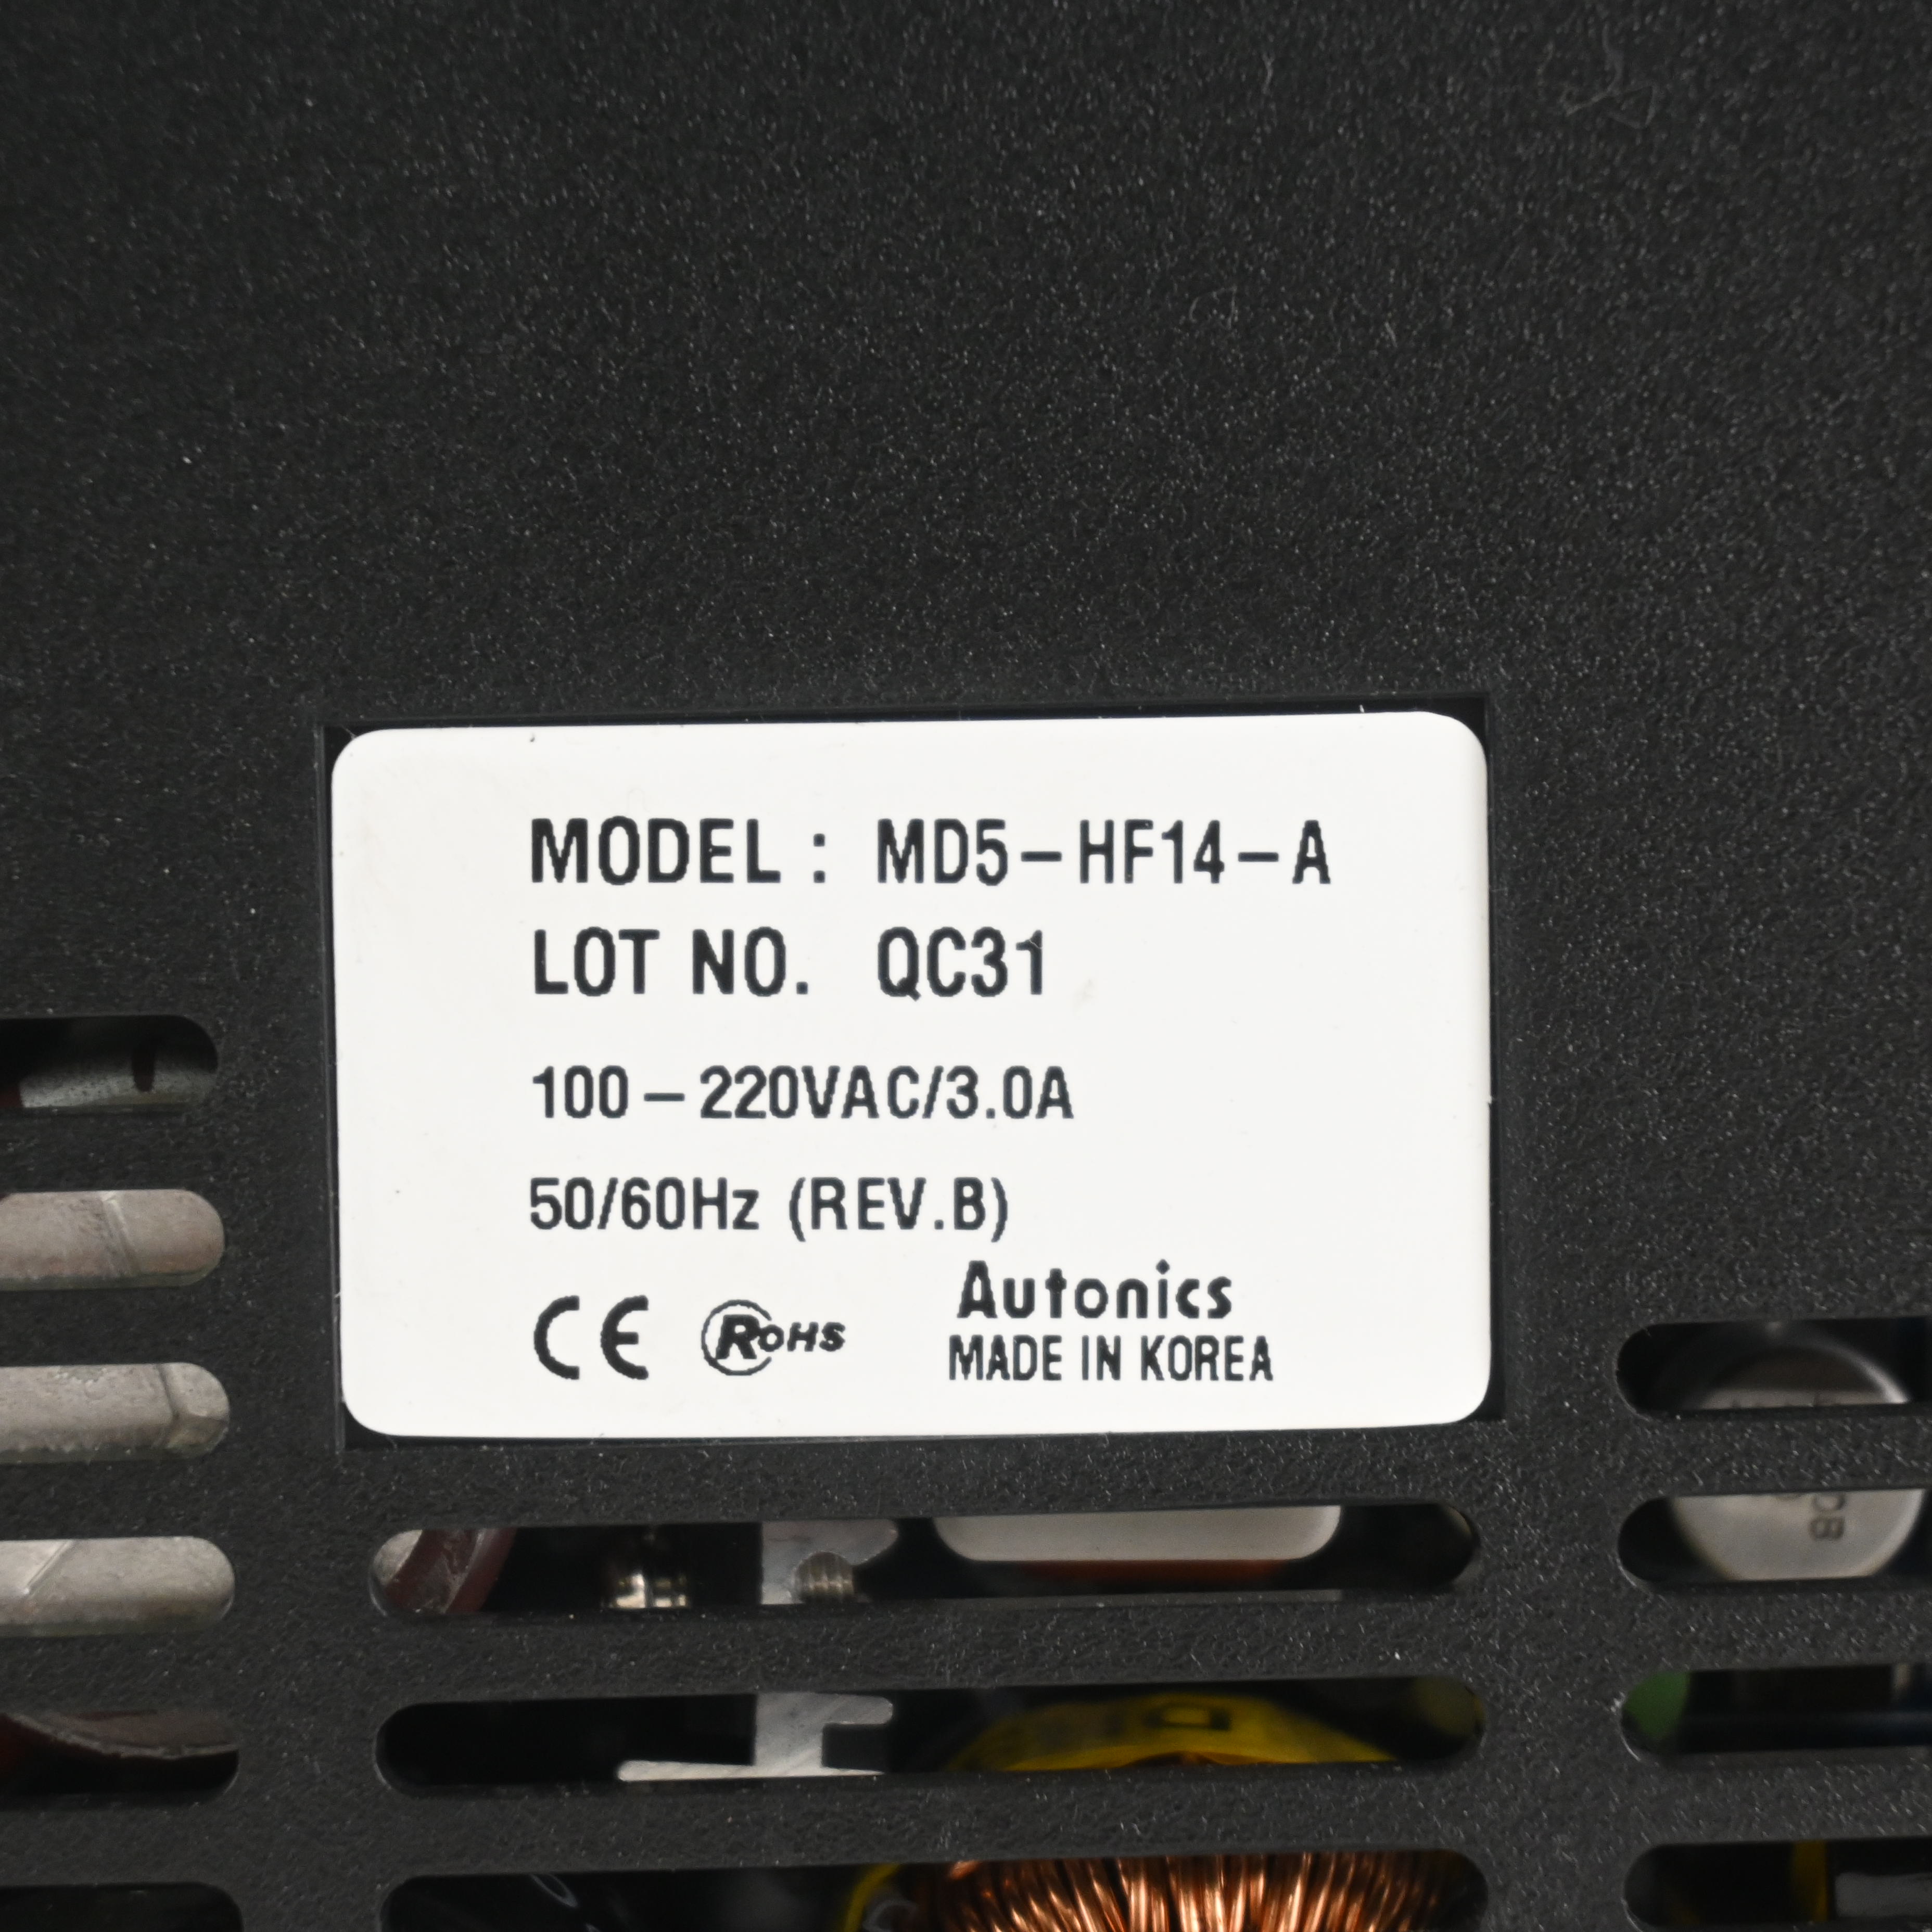 MODEL : MD5-HF14-A
LOT NO. QC31
100-220VAC/3.0A
50/60Hz (REV.B)
CE RoHS Autonics
MADE IN KOREA